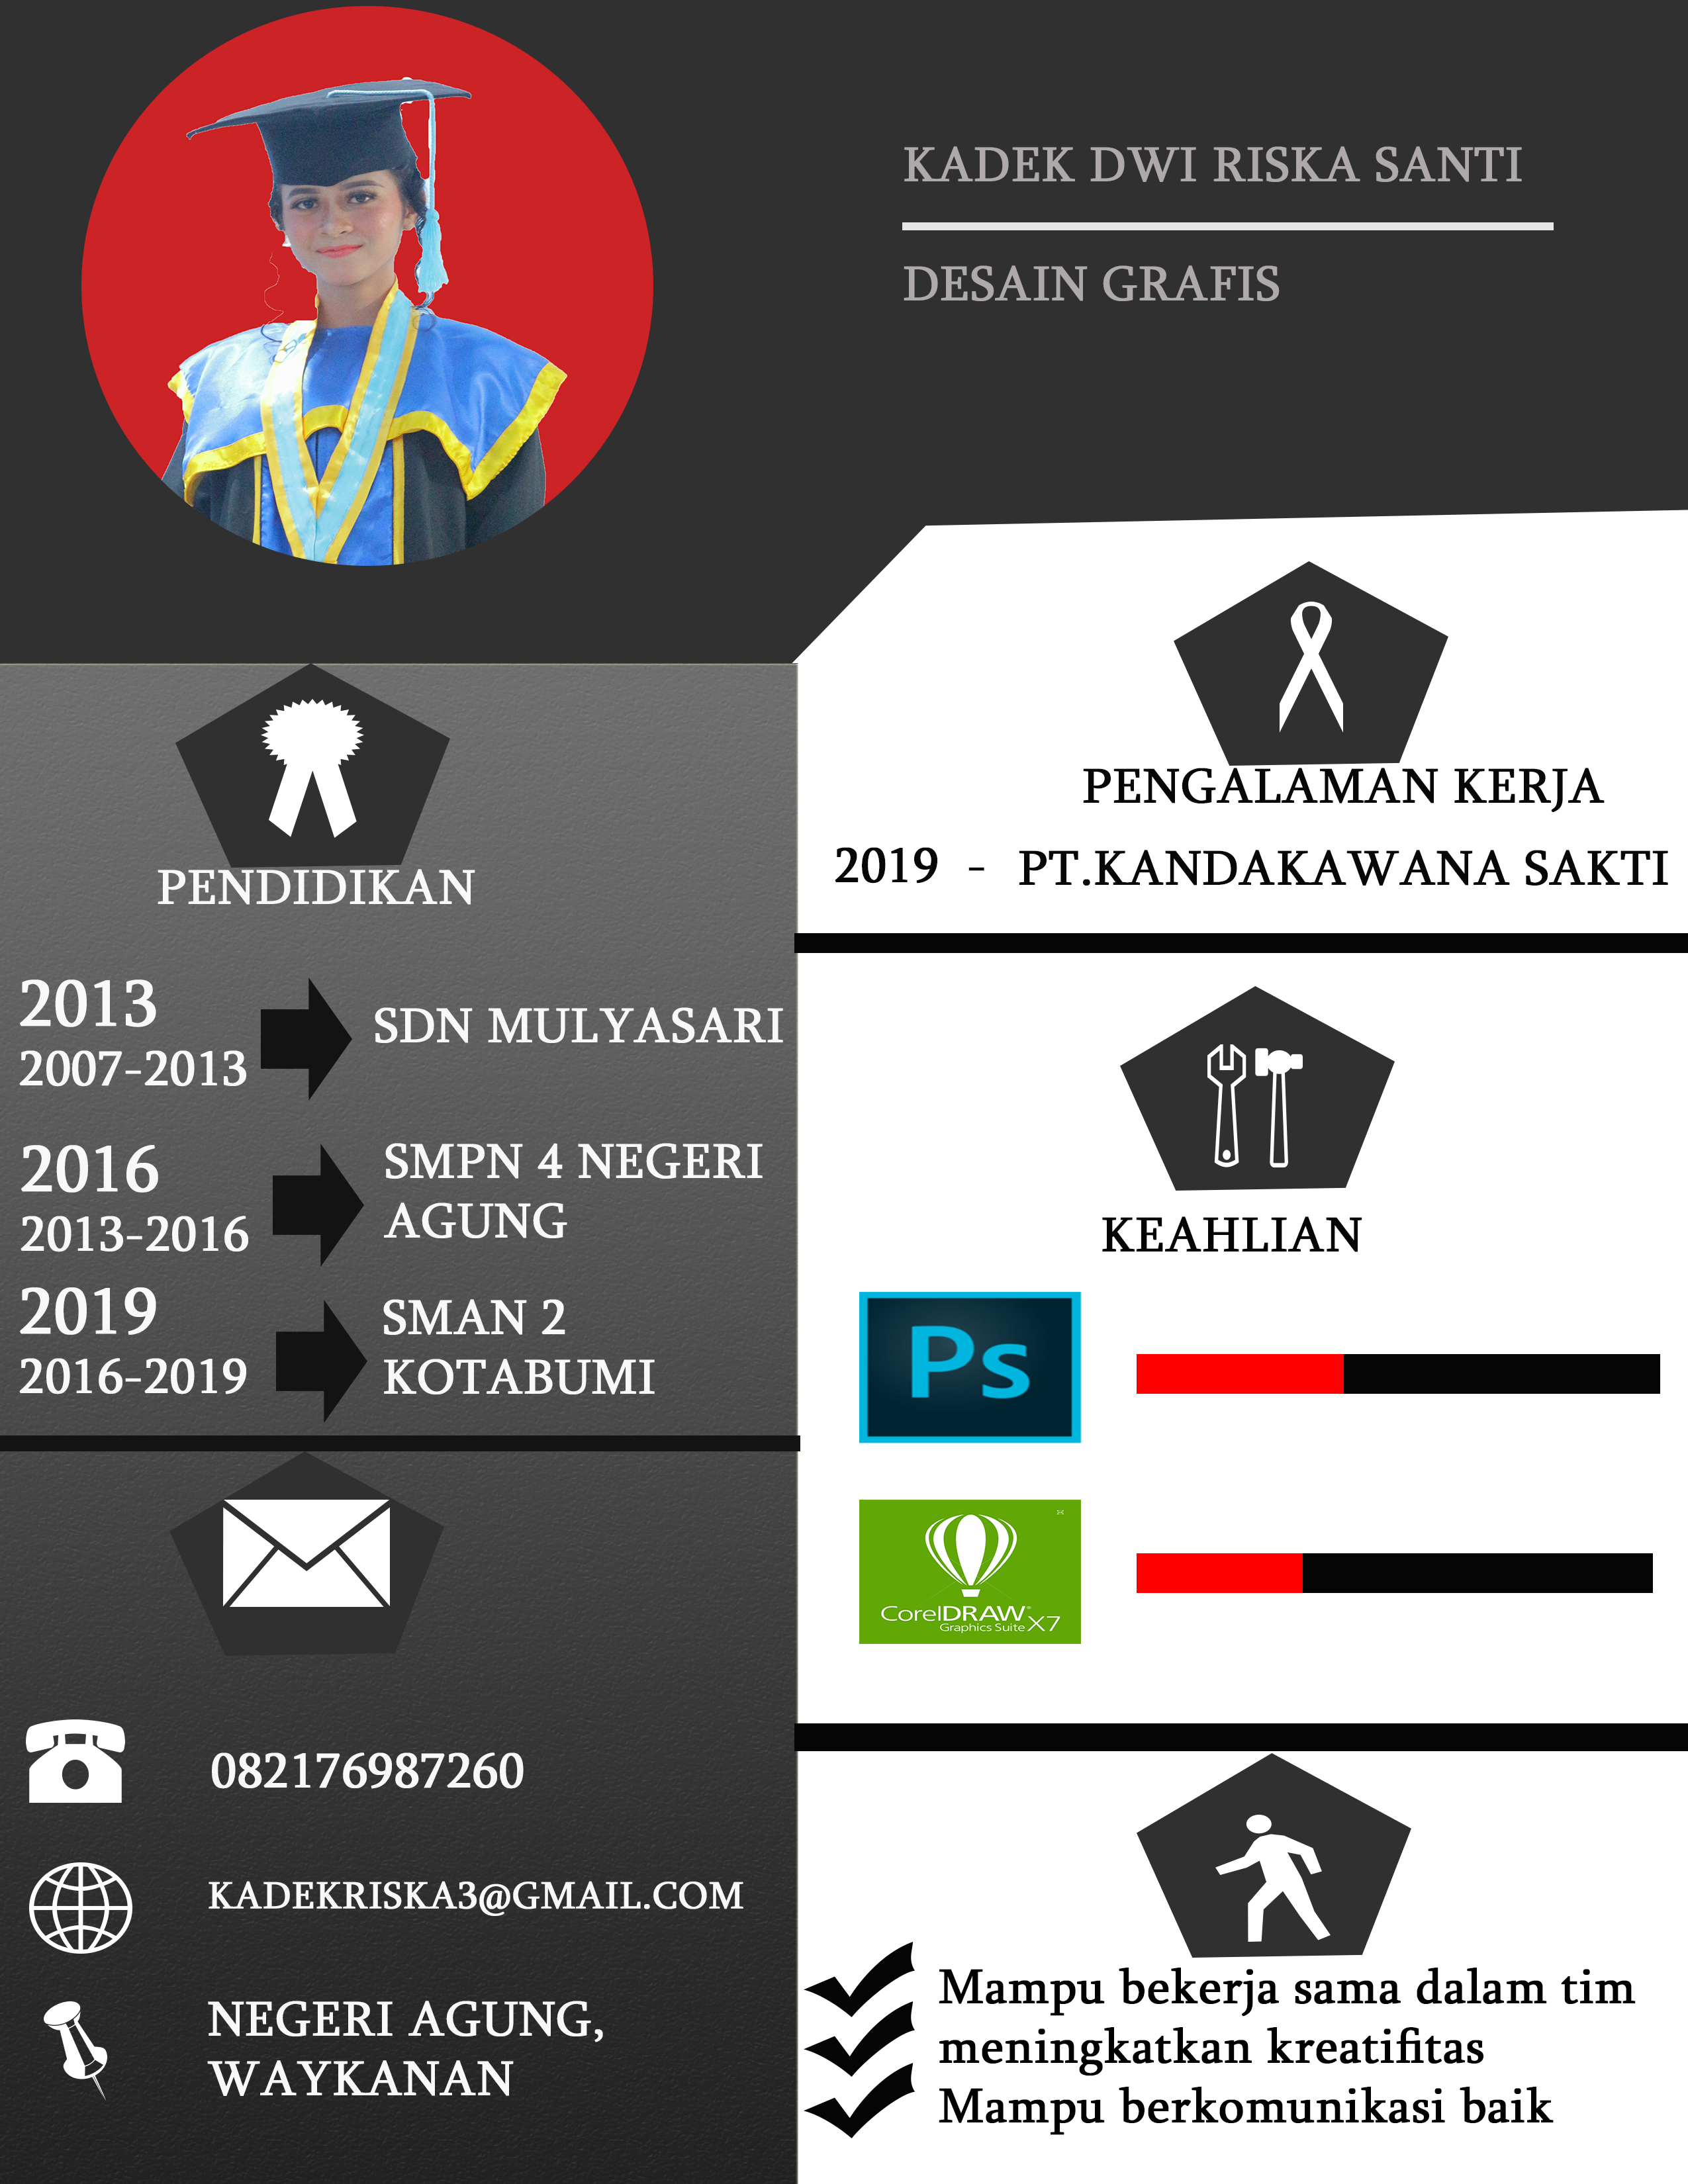 KADEK DWI RISKA SANTI
DESAIN GRAFIS
PENDIDIKAN
2013
2007-2013
SDN MULYASARI
2016
2013-2016
SMPN 4 NEGERI
AGUNG
2019
2016-2019
SMAN 2
KOTABUMI
082176987260
KADEKRISKA3@GMAIL.COM
NEGERI AGUNG,
WAYKANAN
PENGALAMAN KERJA
2019 - PT.KANDAKAWANA SAKTI
KEAHLIAN
Ps
CorelDRAW®
Graphics Suite X7
Mampu bekerja sama dalam tim
meningkatkan kreatifitas
Mampu berkomunikasi baik